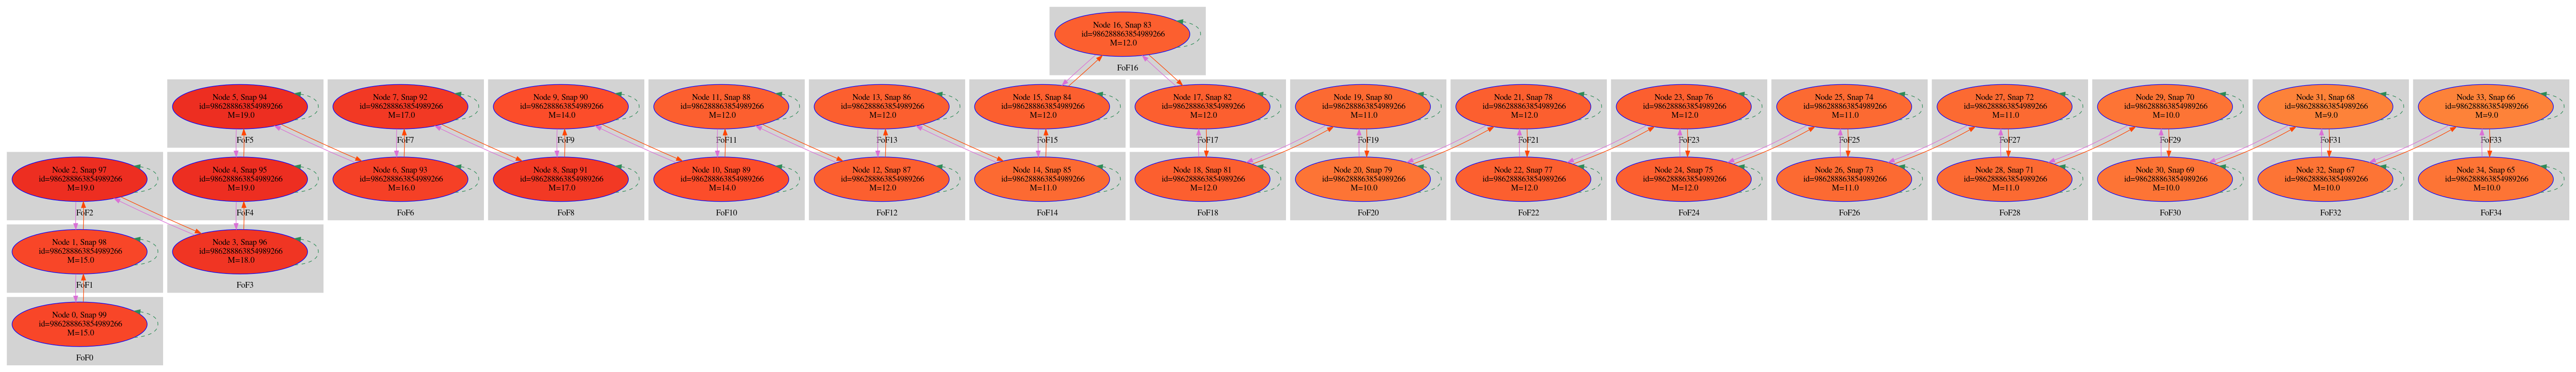 Node 16, Snap 83
id=986288863854989266
M=12.0
FoF16
Node 5, Snap 94
id=986288863854989266
M=19.0
FoF5
Node 7, Snap 92
id=986288863854989266
M=17.0
FoF7
Node 9, Snap 90
id=986288863854989266
M=14.0
FoF9
Node 11, Snap 88
id=986288863854989266
M=12.0
FoF11
Node 13, Snap 86
id=986288863854989266
M=12.0
FoF13
Node 15, Snap 84
id=986288863854989266
M=12.0
FoF15
Node 17, Snap 82
id=986288863854989266
M=12.0
FoF17
Node 19, Snap 80
id=986288863854989266
M=11.0
FoF19
Node 21, Snap 78
id=986288863854989266
M=12.0
FoF21
Node 23, Snap 76
id=986288863854989266
M=12.0
FoF23
Node 25, Snap 74
id=986288863854989266
M=11.0
FoF25
Node 27, Snap 72
id=986288863854989266
M=11.0
FoF27
Node 29, Snap 70
id=986288863854989266
M=10.0
FoF29
Node 31, Snap 68
id=986288863854989266
M=9.0
FoF31
Node 33, Snap 66
id=986288863854989266
M=9.0
FoF33
Node 2, Snap 97
id=986288863854989266
M=19.0
FoF2
Node 4, Snap 95
id=986288863854989266
M=19.0
FoF4
Node 6, Snap 93
id=986288863854989266
M=16.0
FoF6
Node 8, Snap 91
id=986288863854989266
M=17.0
FoF8
Node 10, Snap 89
id=986288863854989266
M=14.0
FoF10
Node 12, Snap 87
id=986288863854989266
M=12.0
FoF12
Node 14, Snap 85
id=986288863854989266
M=11.0
FoF14
Node 18, Snap 81
id=986288863854989266
M=12.0
FoF18
Node 20, Snap 79
id=986288863854989266
M=10.0
FoF20
Node 22, Snap 77
id=986288863854989266
M=12.0
FoF22
Node 24, Snap 75
id=986288863854989266
M=12.0
FoF24
Node 26, Snap 73
id=986288863854989266
M=11.0
FoF26
Node 28, Snap 71
id=986288863854989266
M=11.0
FoF28
Node 30, Snap 69
id=986288863854989266
M=10.0
FoF30
Node 32, Snap 67
id=986288863854989266
M=10.0
FoF32
Node 34, Snap 65
id=986288863854989266
M=10.0
FoF34
Node 1, Snap 98
id=986288863854989266
M=15.0
FoF1
Node 3, Snap 96
id=986288863854989266
M=18.0
FoF3
Node 0, Snap 99
id=986288863854989266
M=15.0
FoF0